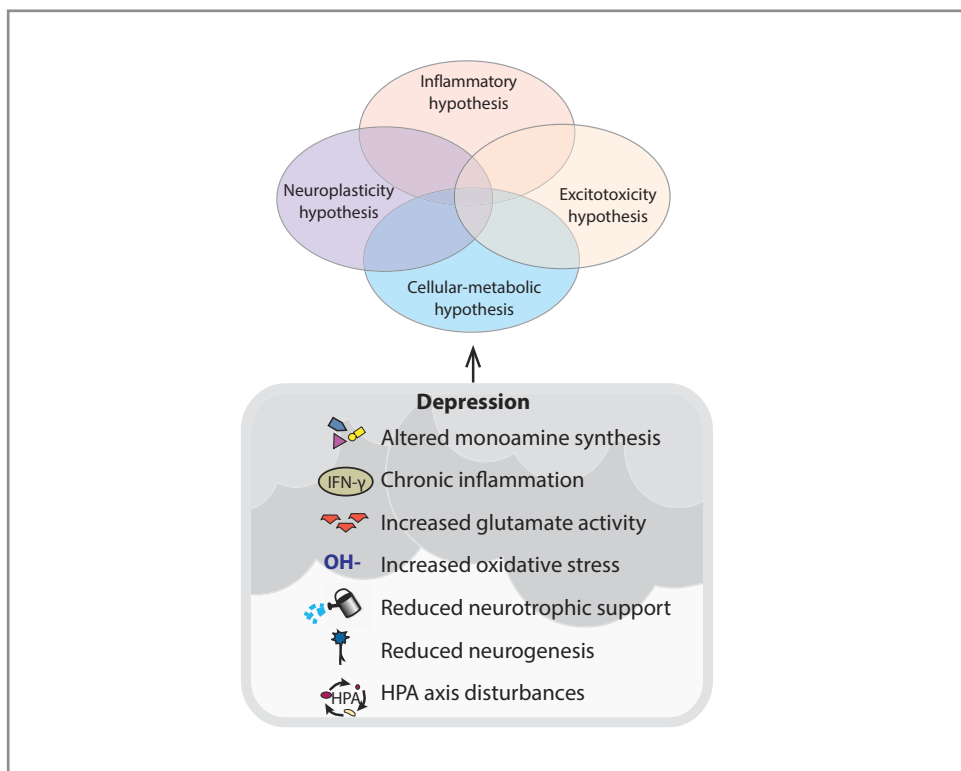 Inflammatory
hypothesis
Neuroplasticity
hypothesis
Excitotoxicity
hypothesis
Cellular-metabolic
hypothesis
Depression
Altered monoamine synthesis
IFN-γ Chronic inflammation
Increased glutamate activity
OH- Increased oxidative stress
Reduced neurotrophic support
Reduced neurogenesis
HPA HPA axis disturbances